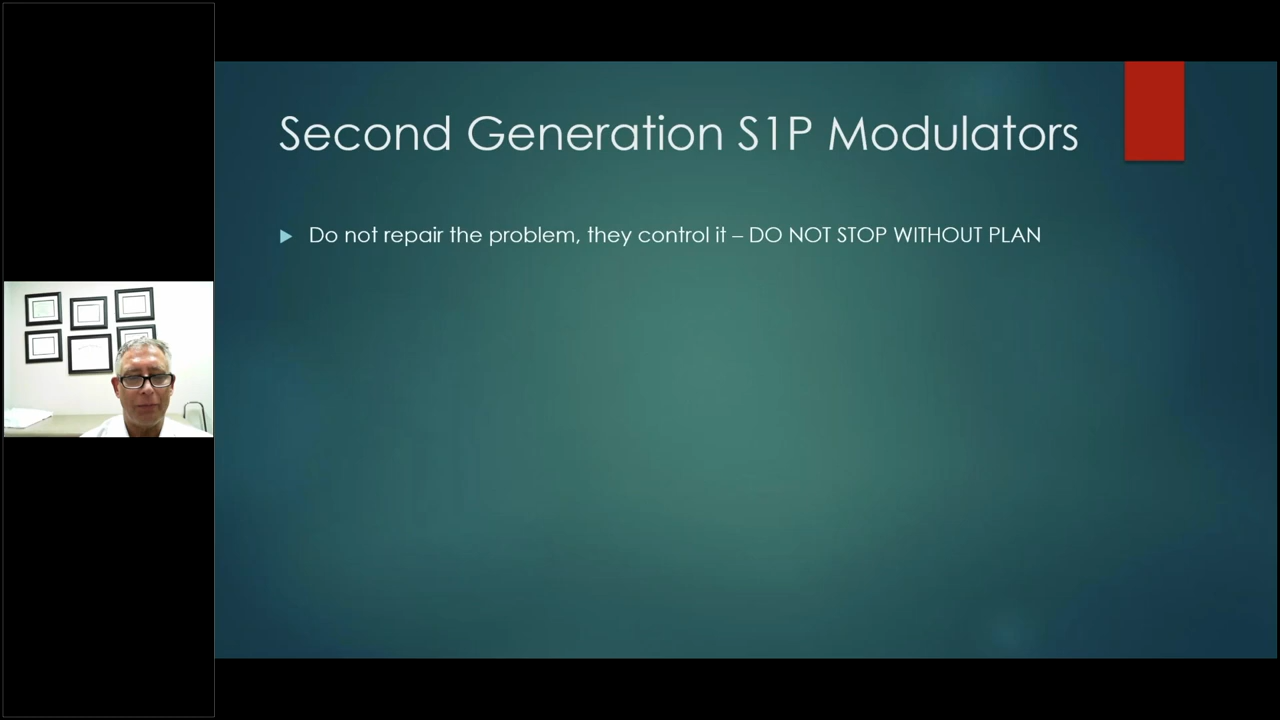 Second Generation S1P Modulators
Do not repair the problem, they control it – DO NOT STOP WITHOUT PLAN